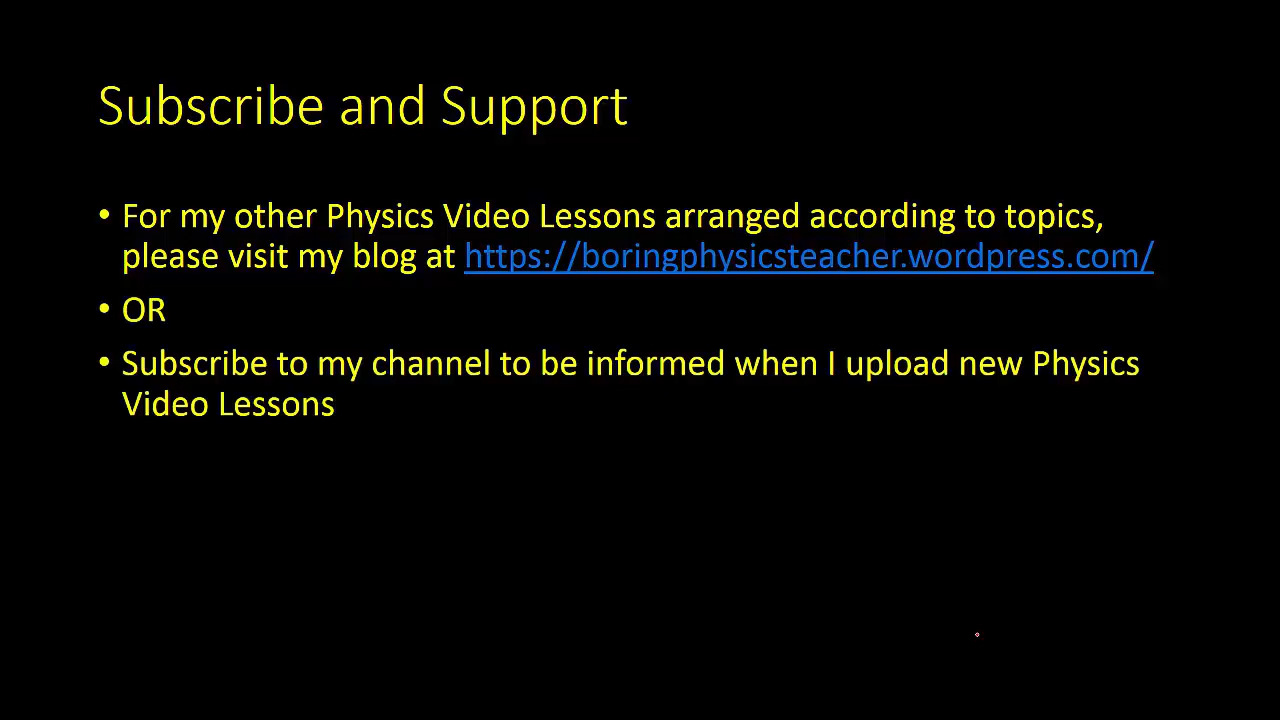 Subscribe and Support
• For my other Physics Video Lessons arranged according to topics,
please visit my blog at https://boringphysicsteacher.wordpress.com/
• OR
• Subscribe to my channel to be informed when I upload new Physics
Video Lessons